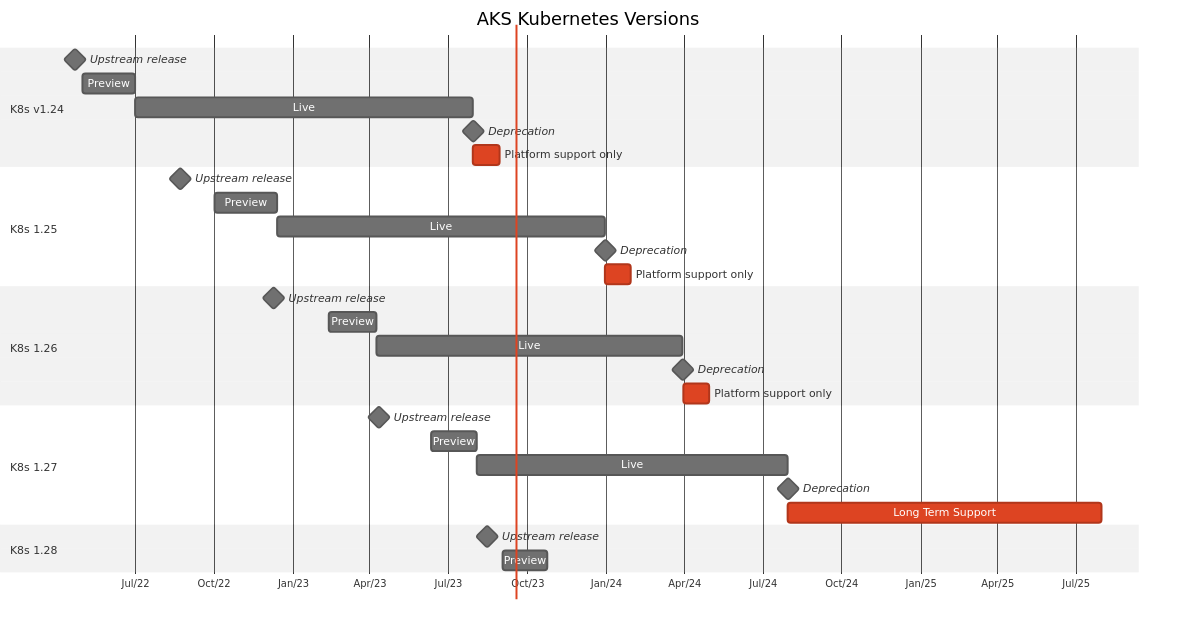 AKS Kubernetes Versions
Upstream release
Preview
K8s v1.24
Live
Deprecation
Platform support only
Upstream release
Preview
K8s 1.25
Live
Deprecation
Platform support only
Upstream release
Preview
K8s 1.26
Live
Deprecation
Platform support only
Upstream release
Preview
K8s 1.27
Live
Deprecation
Long Term Support
Upstream release
K8s 1.28
Preview
Jul/22 Oct/22 Jan/23 Apr/23 Jul/23 Oct/23 Jan/24 Apr/24 Jul/24 Oct/24 Jan/25 Apr/25 Jul/25